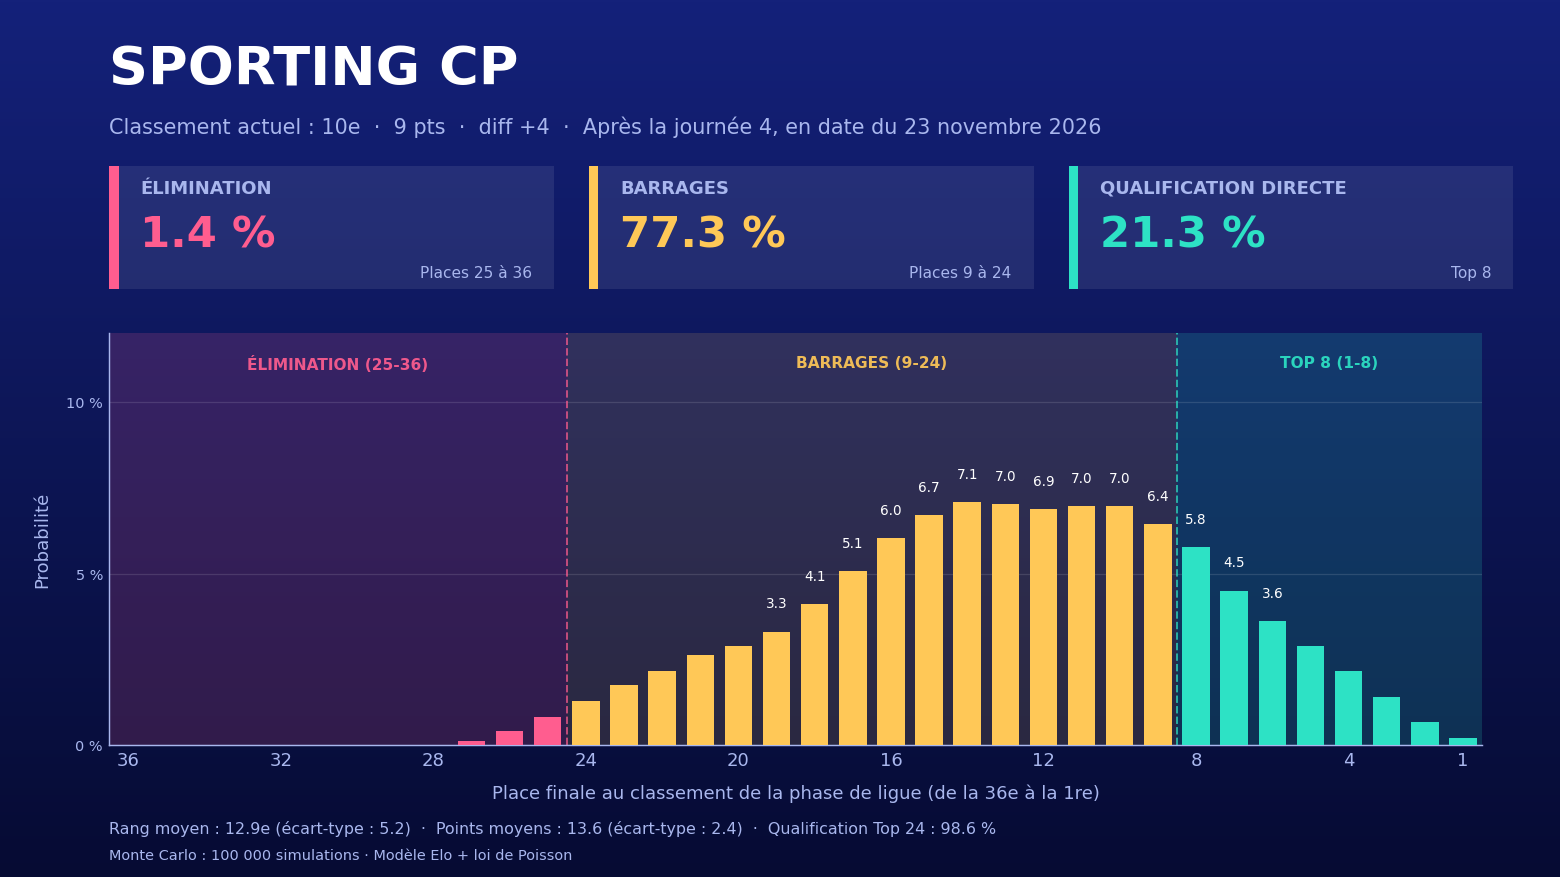 SPORTING CP
Classement actuel : 10e · 9 pts · diff +4 · Après la journée 4, en date du 23 novembre 2026
ÉLIMINATION
1.4 %
Places 25 à 36
BARRAGES
77.3 %
Places 9 à 24
QUALIFICATION DIRECTE
21.3 %
Top 8
ÉLIMINATION (25-36)
BARRAGES (9-24)
TOP 8 (1-8)
Probabilité
10 %
5 %
0 %
3.3
4.1
5.1
6.0
6.7
7.1
7.0
6.9
7.0
7.0
6.4
5.8
4.5
3.6
36 32 28 24 20 16 12 8 4 1
Place finale au classement de la phase de ligue (de la 36e à la 1re)
Rang moyen : 12.9e (écart-type : 5.2) · Points moyens : 13.6 (écart-type : 2.4) · Qualification Top 24 : 98.6 %
Monte Carlo : 100 000 simulations · Modèle Elo + loi de Poisson